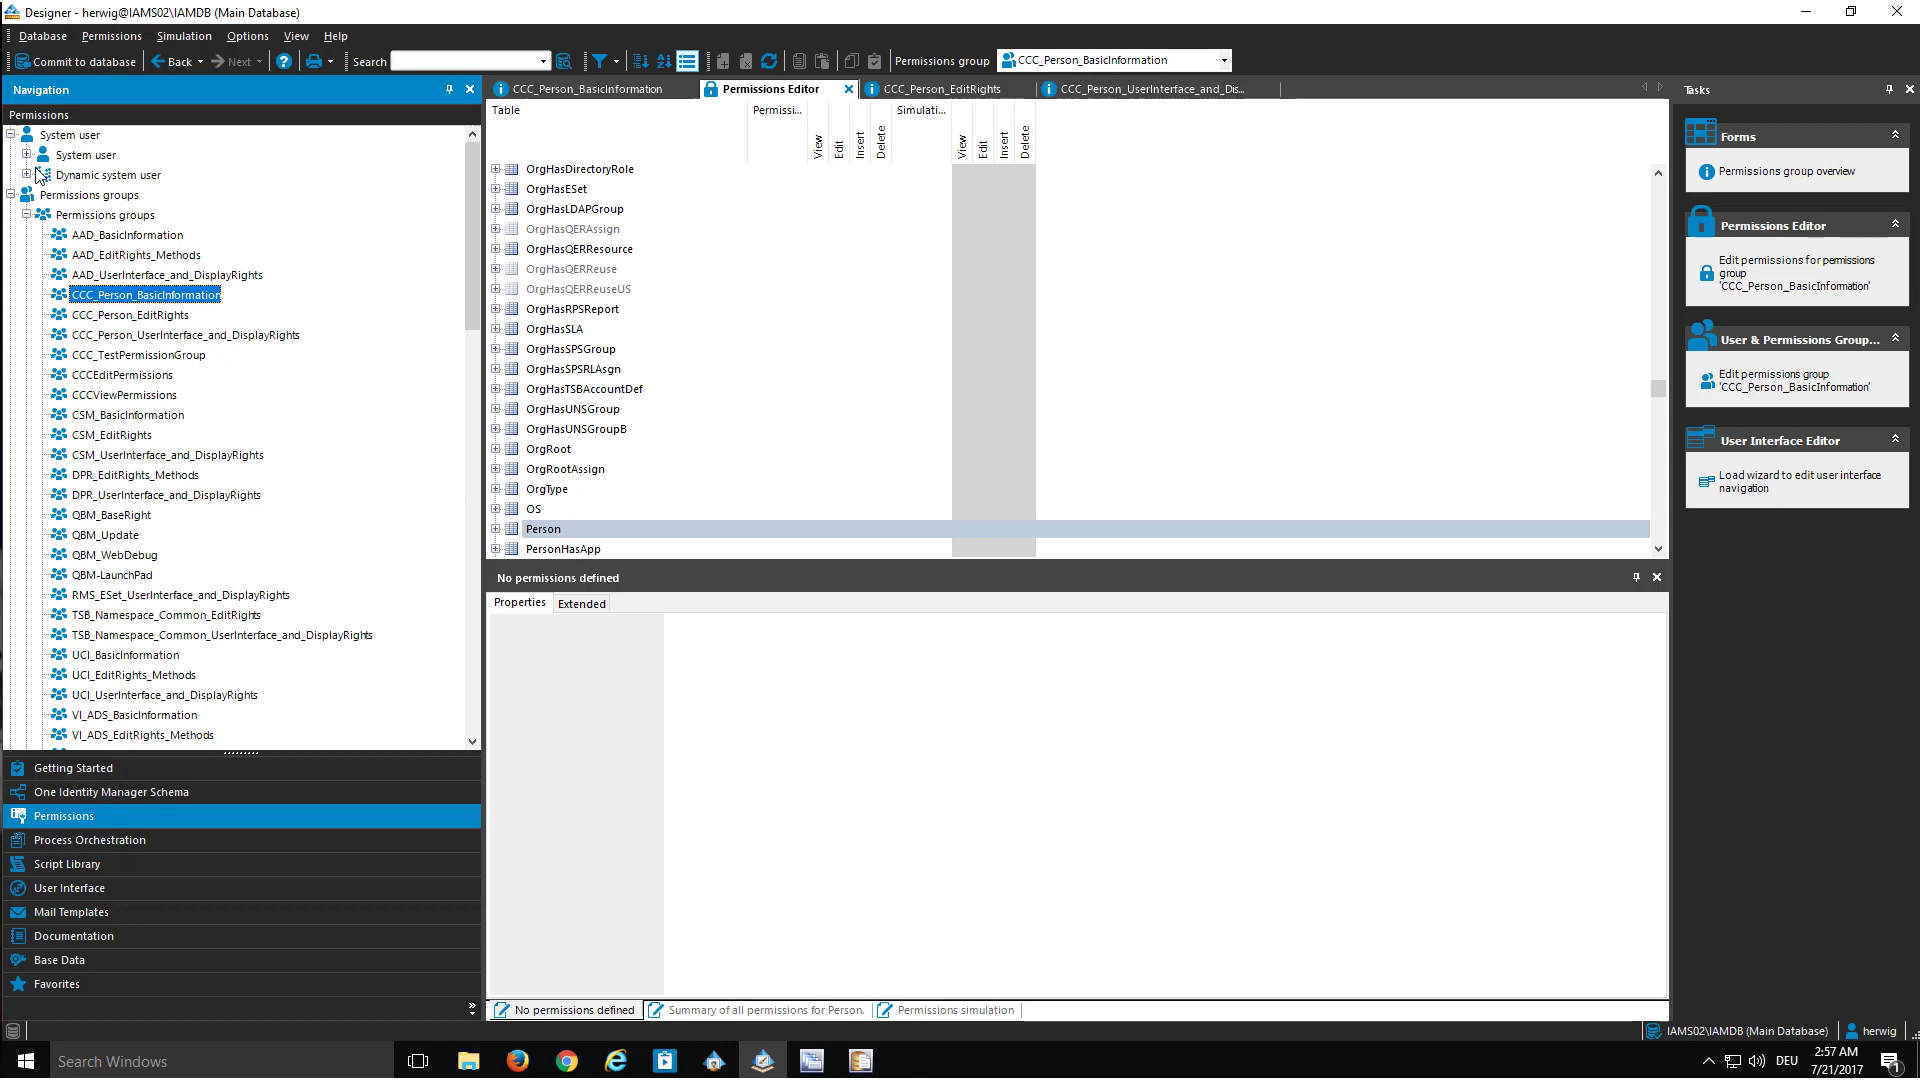 Designer - herwig@IAMS02\IAMDB (Main Database)
Database Permissions Simulation Options View Help
Commit to database Back Next Search Permissions group CCC_Person_BasicInformation
Navigation
Permissions
System user
System user
Dynamic system user
Permissions groups
Permissions groups
AAD_BasicInformation
AAD_EditRights_Methods
AAD_UserInterface_and_DisplayRights
CCC_Person_BasicInformation
CCC_Person_EditRights
CCC_Person_UserInterface_and_DisplayRights
CCC_TestPermissionGroup
CCCEditPermissions
CCCViewPermissions
CSM_BasicInformation
CSM_EditRights
CSM_UserInterface_and_DisplayRights
DPR_EditRights_Methods
DPR_UserInterface_and_DisplayRights
QBM_BaseRight
QBM_Update
QBM_WebDebug
QBM-LaunchPad
RMS_ESet_UserInterface_and_DisplayRights
TSB_Namespace_Common_EditRights
TSB_Namespace_Common_UserInterface_and_DisplayRights
UCI_BasicInformation
UCI_EditRights_Methods
UCI_UserInterface_and_DisplayRights
VI_ADS_BasicInformation
VI_ADS_EditRights_Methods
Getting Started
One Identity Manager Schema
Permissions
Process Orchestration
Script Library
User Interface
Mail Templates
Documentation
Base Data
Favorites
CCC_Person_BasicInformation Permissions Editor CCC_Person_EditRights CCC_Person_UserInterface_and_Dis...
Table Permissi... View Edit Insert Delete Simulati... View Edit Insert Delete
OrgHasDirectoryRole
OrgHasESet
OrgHasLDAPGroup
OrgHasQERAssign
OrgHasQERResource
OrgHasQERReuse
OrgHasQERReuseUS
OrgHasRPSReport
OrgHasSLA
OrgHasSPSGroup
OrgHasSPSRLAsgn
OrgHasTSBAccountDef
OrgHasUNSGroup
OrgHasUNSGroupB
OrgRoot
OrgRootAssign
OrgType
OS
Person
PersonHasApp
No permissions defined
Properties Extended
No permissions defined Summary of all permissions for Person. Permissions simulation
Tasks
Forms
Permissions group overview
Permissions Editor
Edit permissions for permissions
group
'CCC_Person_BasicInformation'
User & Permissions Group...
Edit permissions group
'CCC_Person_BasicInformation'
User Interface Editor
Load wizard to edit user interface
navigation
IAMS02\IAMDB (Main Database) herwig
Search Windows
DEU
2:57 AM
7/21/2017
1